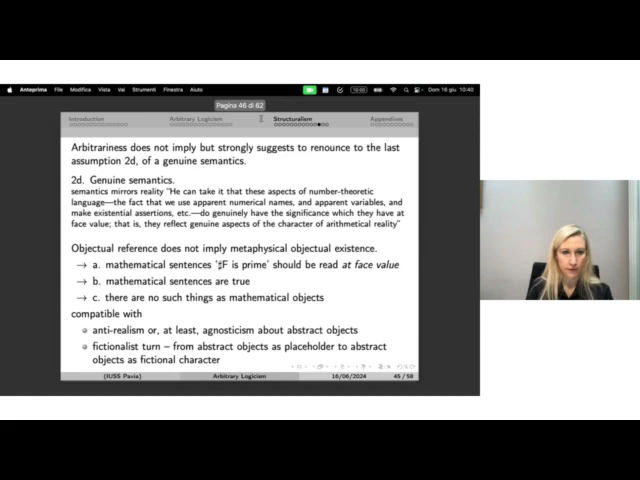 Anteprima File Modifica Vista Vai Strumenti Finestra Aiuto Dom 16 giu 10:40
Pagina 46 di 62
Introduction Arbitrary Logicism Structuralism Appendixes
Arbitrariness does not imply but strongly suggests to renounce to the last
assumption 2d, of a genuine semantics.
2d. Genuine semantics.
semantics mirrors reality "He can take it that these aspects of number-theoretic
language—the fact that we use apparent numerical names, and apparent variables, and
make existential assertions, etc.—do genuinely have the significance which they have at
face value; that is, they reflect genuine aspects of the character of arithmetical reality"
Objectual reference does not imply metaphysical objectual existence.
→ a. mathematical sentences '♯F is prime' should be read at face value
→ b. mathematical sentences are true
→ c. there are no such things as mathematical objects
compatible with
anti-realism or, at least, agnosticism about abstract objects
fictionalist turn – from abstract objects as placeholder to abstract
objects as fictional character
(IUSS Pavia) Arbitrary Logicism 16/06/2024 45 / 58